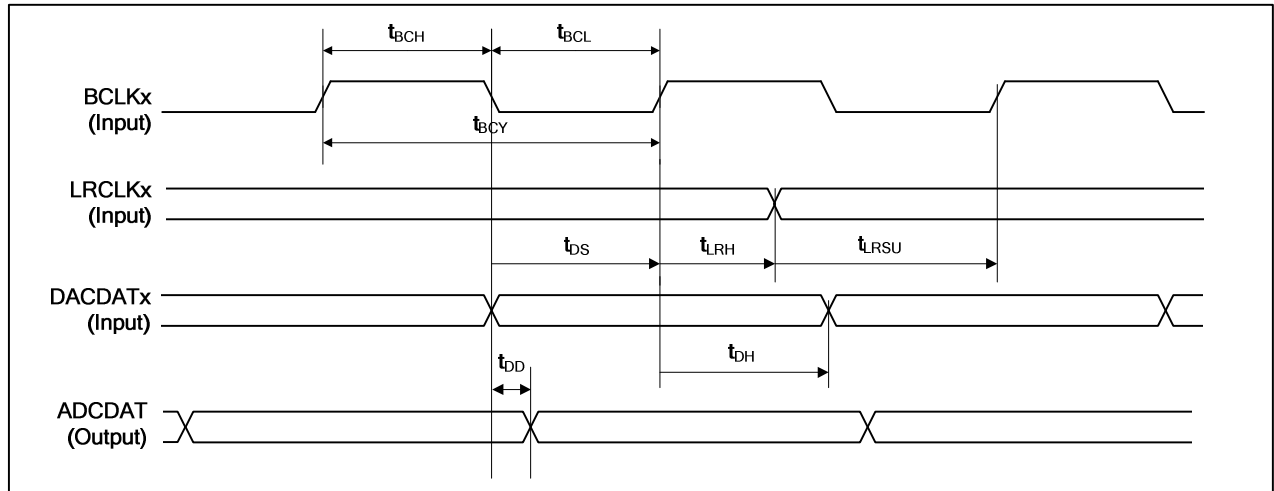 tBCH
tBCL
BCLKx
(Input)
tBCY
LRCLKx
(Input)
tDS
tLRH
tLRSU
DACDATx
(Input)
tDH
tDD
ADCDAT
(Output)